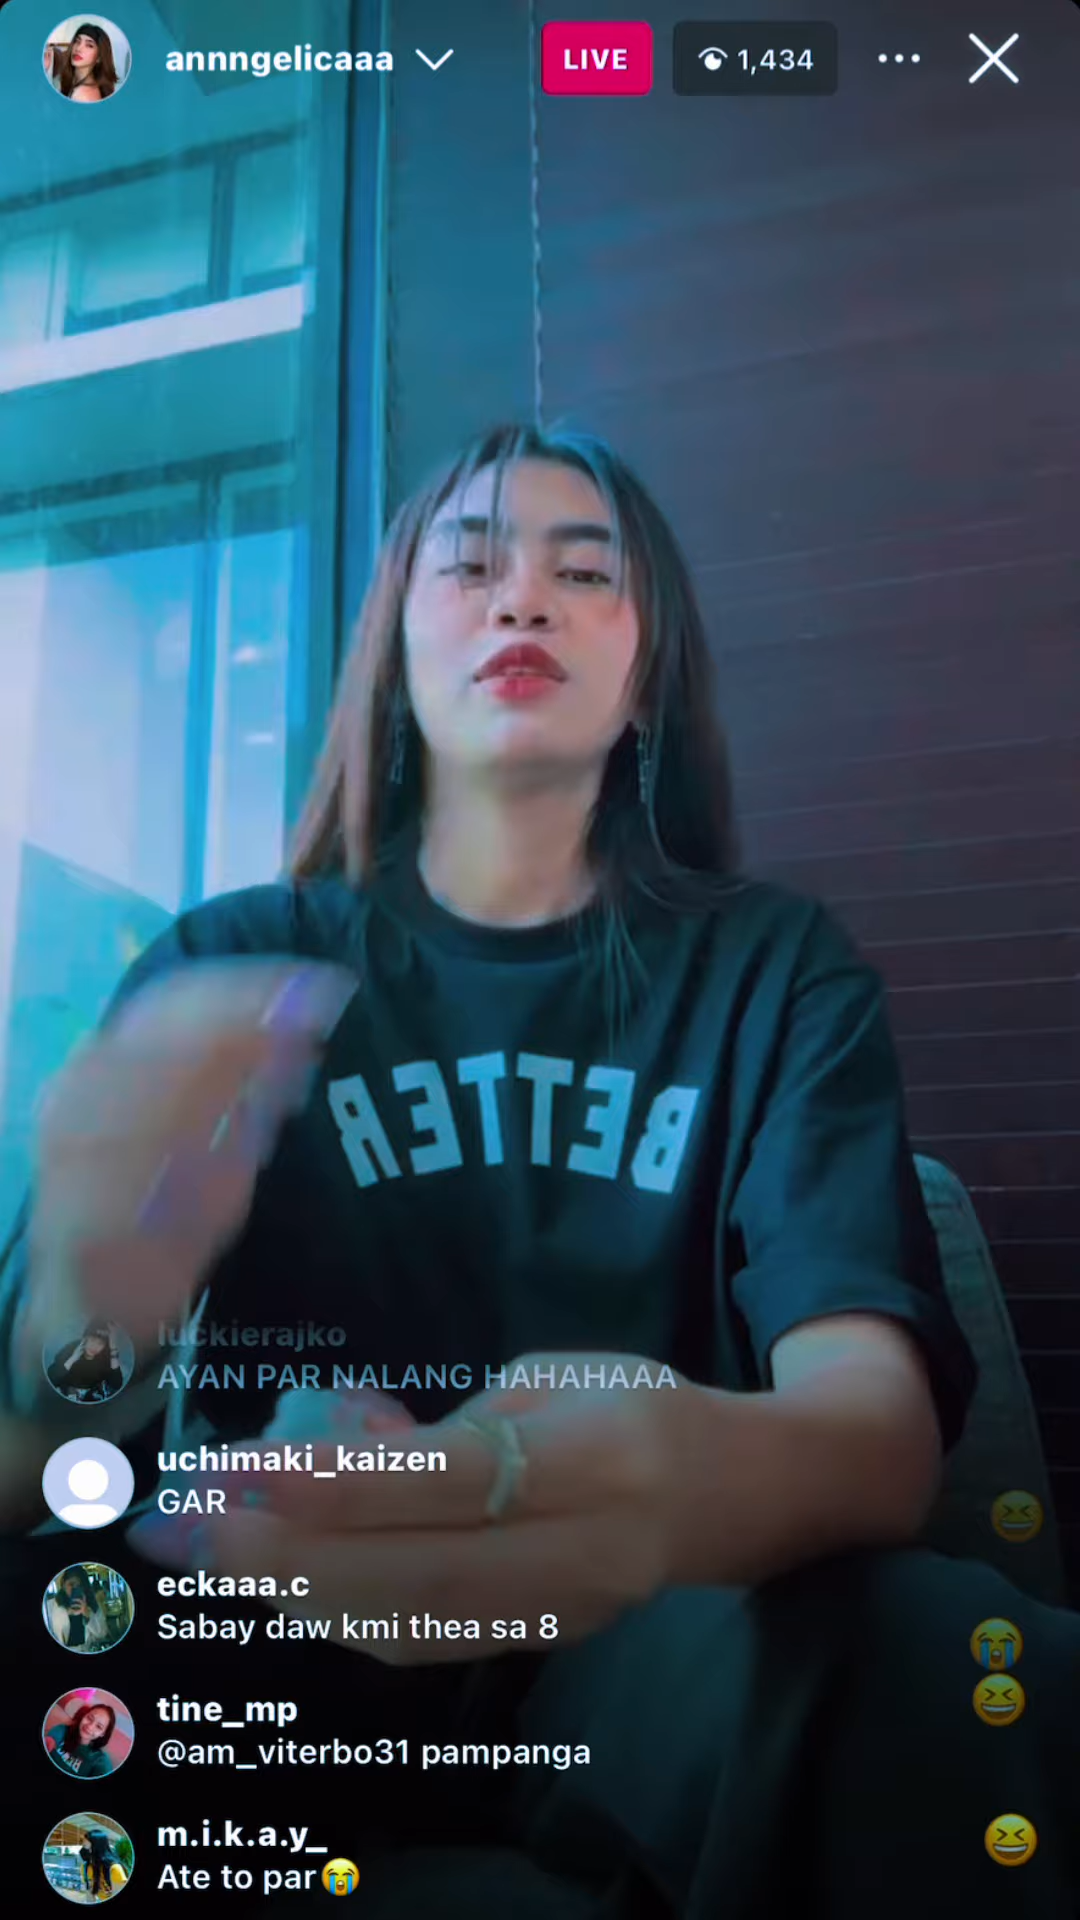 annngelicaaa
LIVE
1,434
BETTER
luckierajko
AYAN PAR NALANG HAHAHAAA
uchimaki_kaizen
GAR
eckaaa.c
Sabay daw kmi thea sa 8
tine_mp
@am_viterbo31 pampanga
m.i.k.a.y_
Ate to par😭